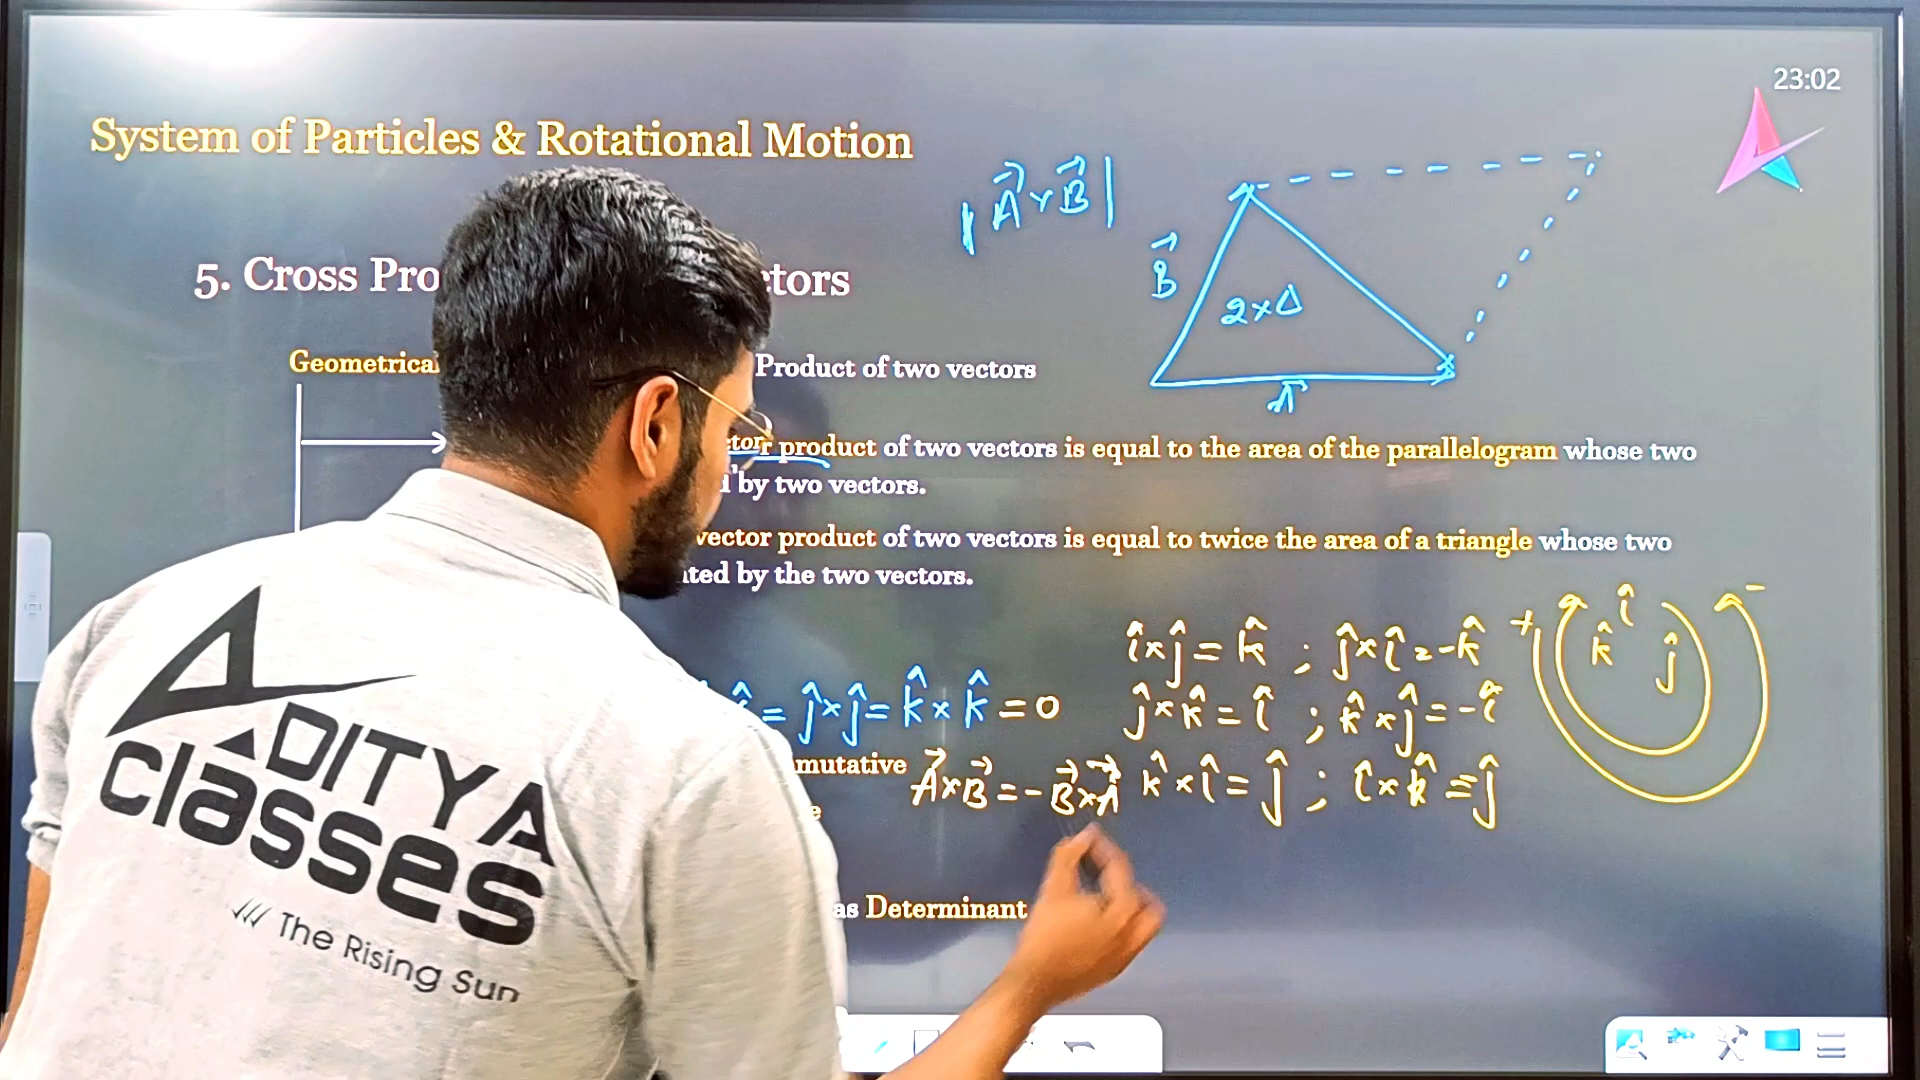 23:02
System of Particles & Rotational Motion
|A⃗×B⃗|
B⃗
2×Δ
A⃗
5. Cross Pro
tors
Geometrical
Product of two vectors
ctor product of two vectors is equal to the area of the parallelogram whose two
d by two vectors.
vector product of two vectors is equal to twice the area of a triangle whose two
ated by the two vectors.
î×ĵ = k̂ ; ĵ×î = -k̂
+ î -
k̂ ĵ
= ĵ×ĵ = k̂×k̂ = 0
ĵ×k̂ = î ; k̂×ĵ = -î
mutative A⃗×B⃗ = -B⃗×A⃗
k̂×î = ĵ ; î×k̂ = ĵ
e
as Determinant
ADITYA
classes
The Rising Sun